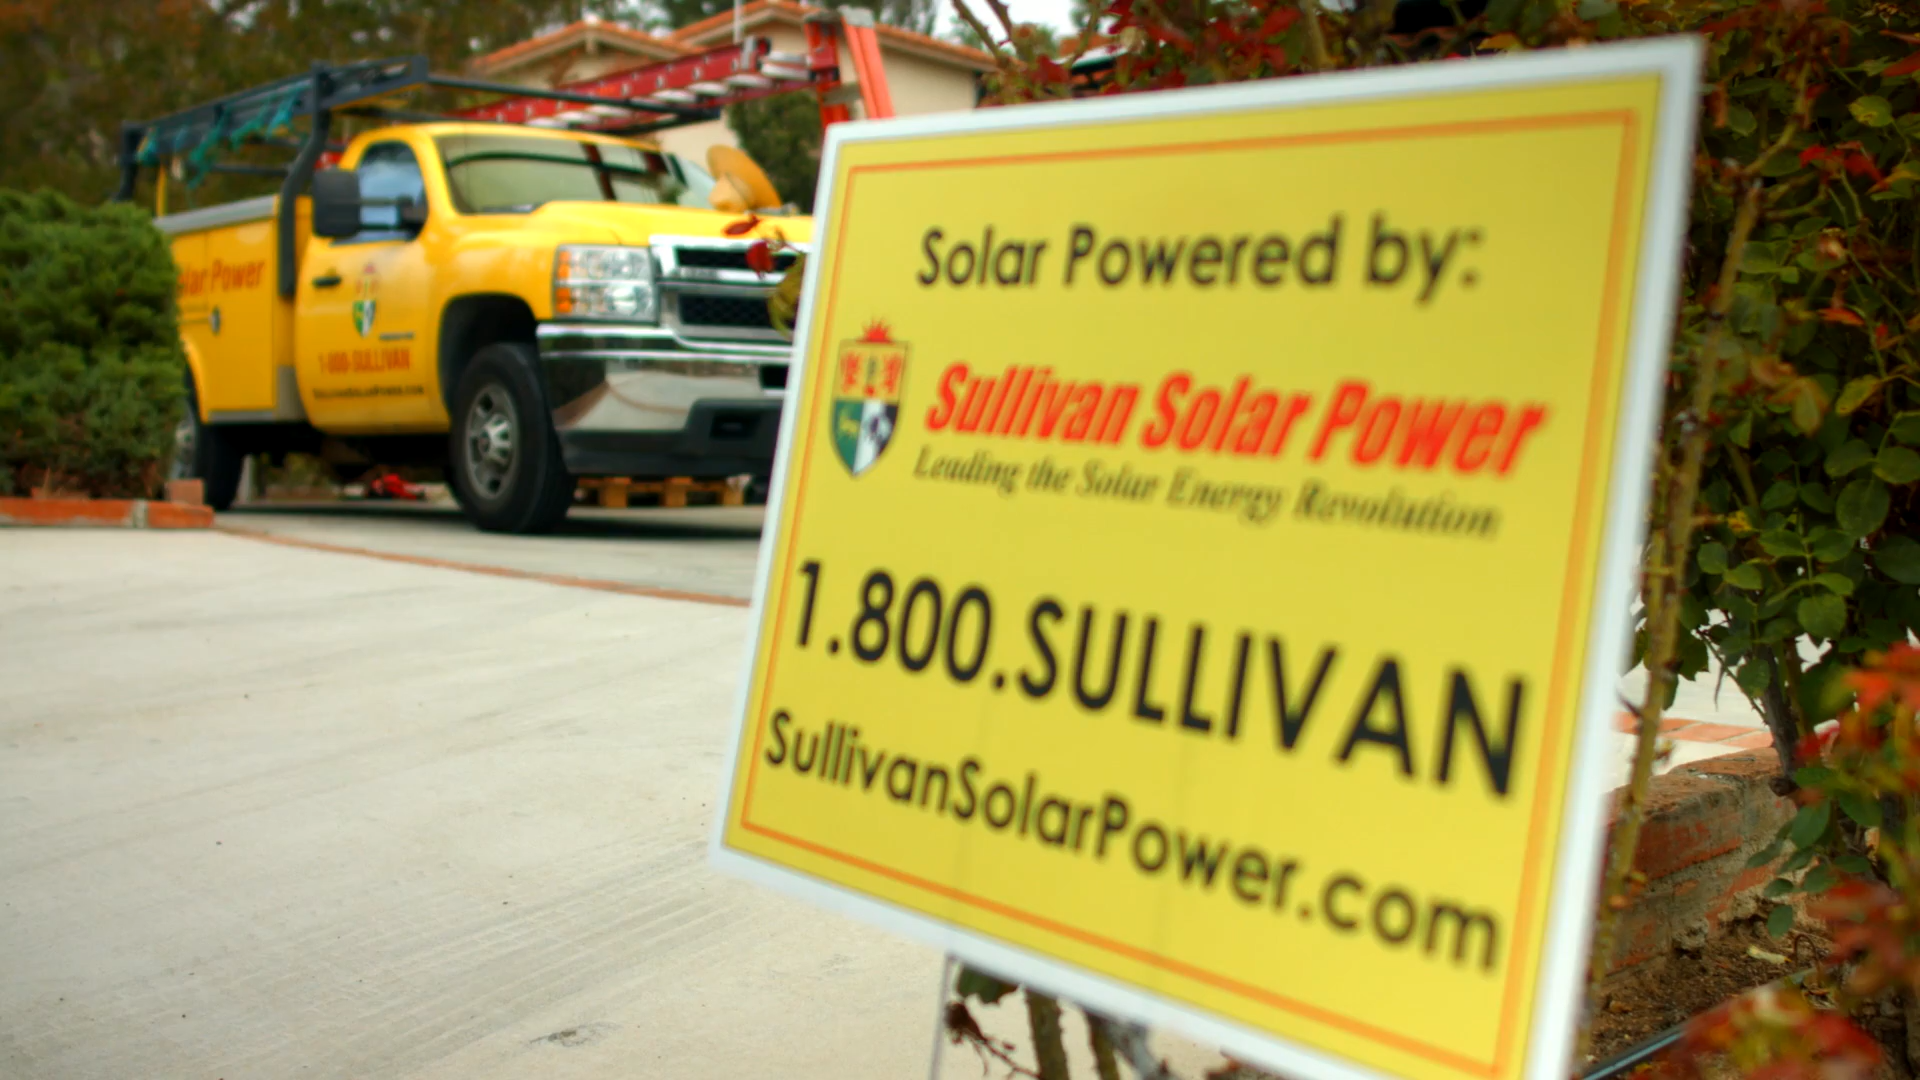 Solar Powered by:
Sullivan Solar Power
Leading the Solar Energy Revolution
1.800.SULLIVAN
SullivanSolarPower.com
lar Power
1-800-SULLIVAN